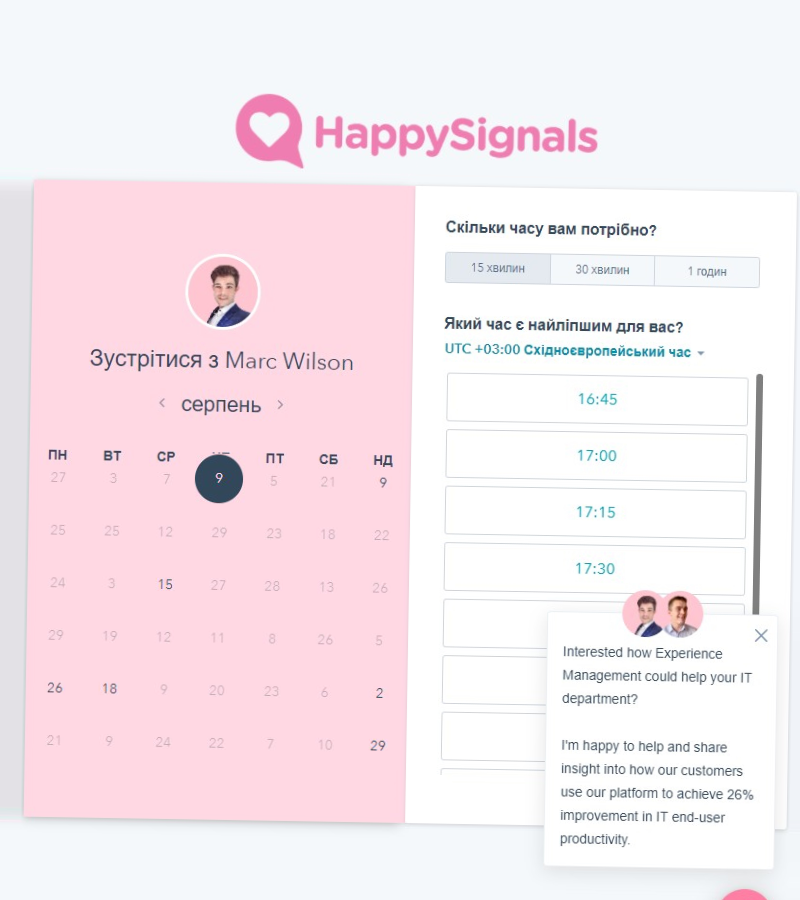 HappySignals
Зустрітися з Marc Wilson
серпень
ПН ВТ СР ПТ СБ НД
27 3 7 9 5 21 9
25 25 12 29 23 18 22
24 3 15 27 28 13 26
29 19 12 11 8 26 5
26 18 9 20 23 6 2
21 9 24 22 7 10 29
Скільки часу вам потрібно?
15 хвилин 30 хвилин 1 годин
Який час є найліпшим для вас?
UTC +03:00 Східноєвропейський час
16:45
17:00
17:15
17:30
Interested how Experience
Management could help your IT
department?
I'm happy to help and share
insight into how our customers
use our platform to achieve 26%
improvement in IT end-user
productivity.